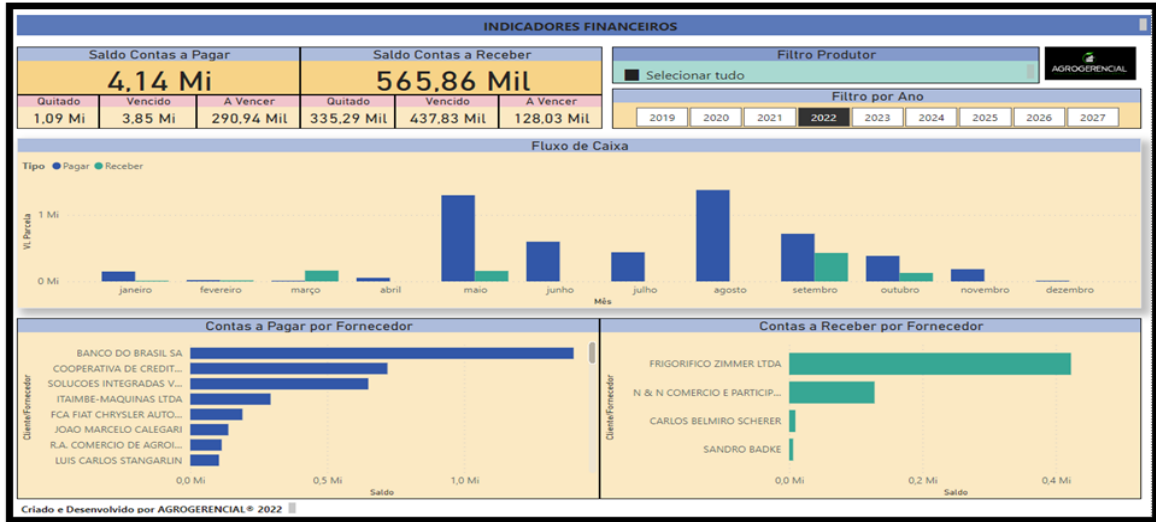 INDICADORES FINANCEIROS
Saldo Contas a Pagar
Saldo Contas a Receber
4,14 Mi
565,86 Mil
Quitado Vencido A Vencer Quitado Vencido A Vencer
1,09 Mi 3,85 Mi 290,94 Mil 335,29 Mil 437,83 Mil 128,03 Mil
Filtro Produtor
Selecionar tudo
AGROGERENCIAL
Filtro por Ano
2019 2020 2021 2022 2023 2024 2025 2026 2027
Fluxo de Caixa
Tipo Pagar Receber
VL Parcela
1 Mi
0 Mi
janeiro fevereiro março abril maio junho julho agosto setembro outubro novembro dezembro
Mês
Contas a Pagar por Fornecedor
Cliente/Fornecedor
BANCO DO BRASIL SA
COOPERATIVA DE CREDIT...
SOLUCOES INTEGRADAS V...
ITAIMBE-MAQUINAS LTDA
FCA FIAT CHRYSLER AUTO...
JOAO MARCELO CALEGARI
R.A. COMERCIO DE AGROI...
LUIS CARLOS STANGARLIN
0,0 Mi 0,5 Mi 1,0 Mi
Saldo
Contas a Receber por Fornecedor
Cliente/Fornecedor
FRIGORIFICO ZIMMER LTDA
N & N COMERCIO E PARTICIP...
CARLOS BELMIRO SCHERER
SANDRO BADKE
0,0 Mi 0,2 Mi 0,4 Mi
Saldo
Criado e Desenvolvido por AGROGERENCIAL® 2022